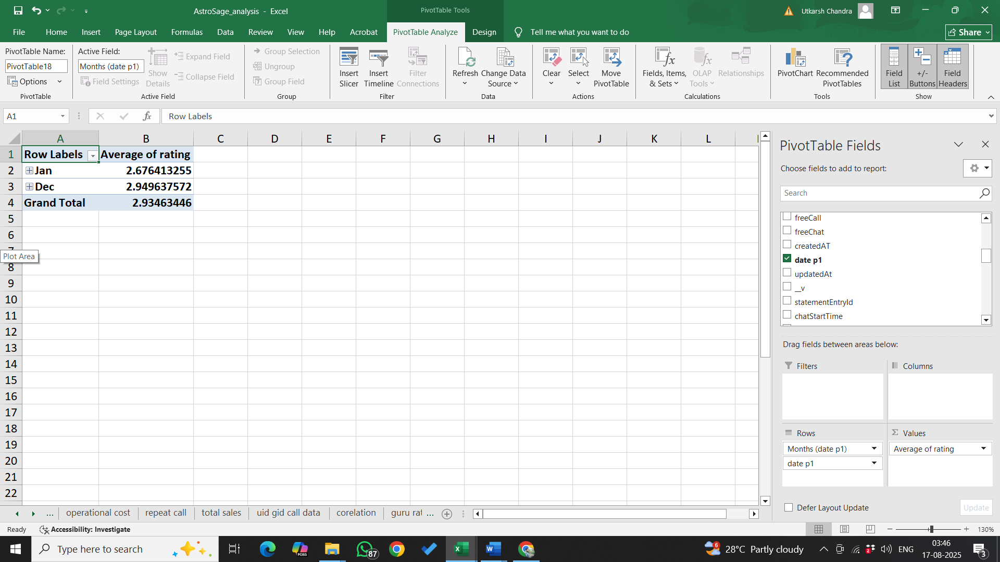 AstroSage_analysis - Excel
PivotTable Tools
Utkarsh Chandra
File Home Insert Page Layout Formulas Data Review View Help Acrobat PivotTable Analyze Design Tell me what you want to do Share
PivotTable Name:
PivotTable18
Options
PivotTable
Active Field:
Months (date p1)
Field Settings
Show Details
Expand Field
Collapse Field
Active Field
Group Selection
Ungroup
Group Field
Group
Insert Slicer
Insert Timeline
Filter Connections
Filter
Refresh
Change Data Source
Data
Clear
Select
Move PivotTable
Actions
Fields, Items, & Sets
OLAP Tools
Relationships
Calculations
PivotChart
Recommended PivotTables
Tools
Field List
+/- Buttons
Field Headers
Show
A1 fx Row Labels
A B C D E F G H I J K L
1 Row Labels Average of rating
2 Jan 2.676413255
3 Dec 2.949637572
4 Grand Total 2.93463446
5
6
Plot Area
8
9
10
11
12
13
14
15
16
17
18
19
20
21
22
PivotTable Fields
Choose fields to add to report:
Search
freeCall
freeChat
createdAT
date p1
updatedAt
__v
statementEntryId
chatStartTime
Drag fields between areas below:
Filters
Columns
Rows
Months (date p1)
date p1
Σ Values
Average of rating
Defer Layout Update
Update
... operational cost repeat call total sales uid gid call data corelation guru rat ...
Ready Accessibility: Investigate
130%
Type here to search
M365
87
6
28°C Partly cloudy
ENG
03:46
17-08-2025
3